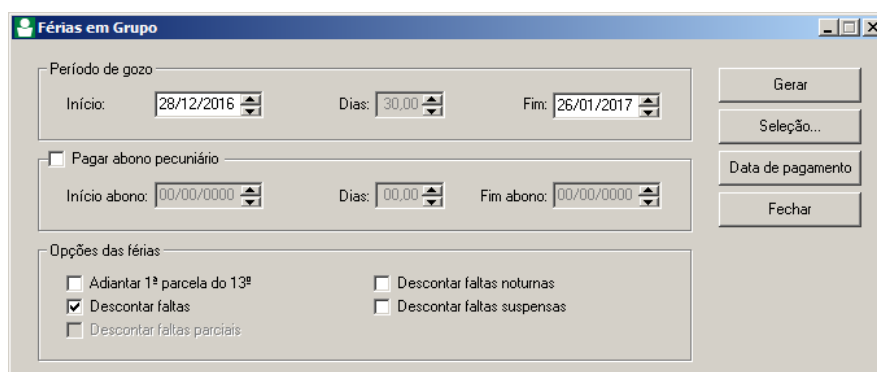 Férias em Grupo
Período de gozo
Início: 28/12/2016 Dias: 30,00 Fim: 26/01/2017
Pagar abono pecuniário
Início abono: 00/00/0000 Dias: 00,00 Fim abono: 00/00/0000
Opções das férias
Adiantar 1ª parcela do 13º
Descontar faltas
Descontar faltas parciais
Descontar faltas noturnas
Descontar faltas suspensas
Gerar
Seleção...
Data de pagamento
Fechar